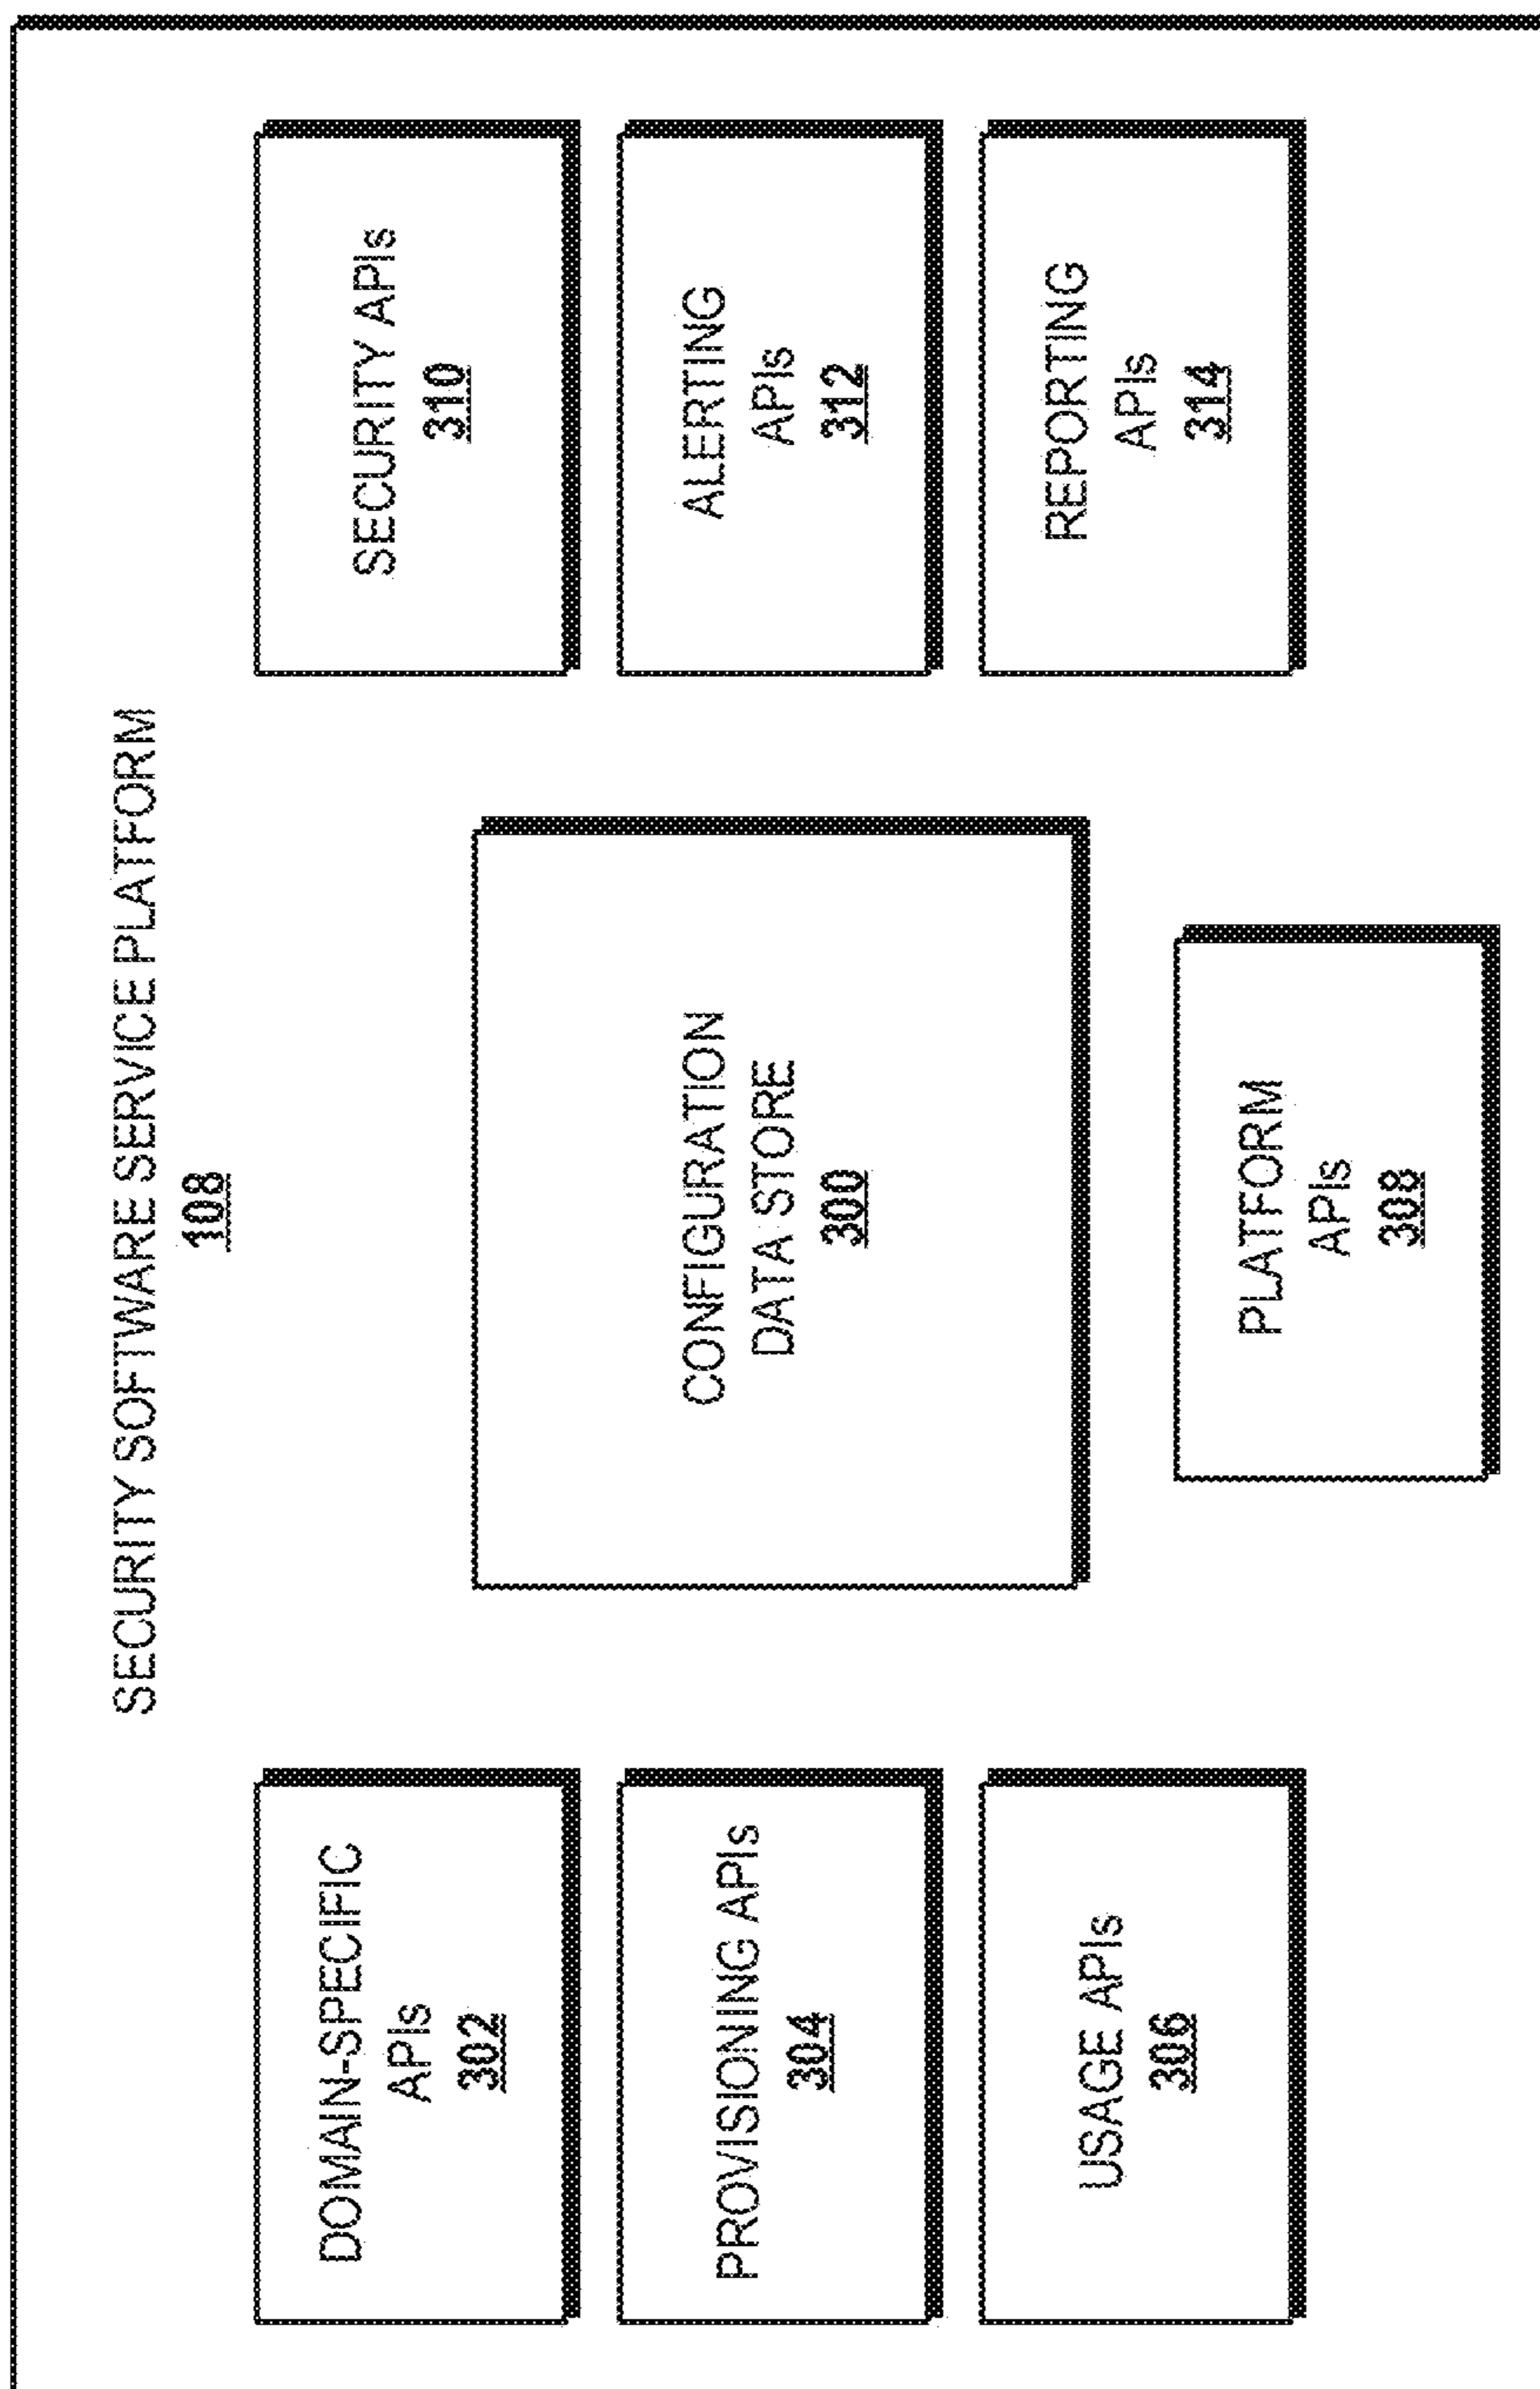 SECURITY SOFTWARE SERVICE PLATFORM
108
DOMAIN-SPECIFIC
APIs
302
PROVISIONING APIs
304
USAGE APIs
306
CONFIGURATION
DATA STORE
300
PLATFORM
APIs
308
SECURITY APIs
310
ALERTING
APIs
312
REPORTING
APIs
314